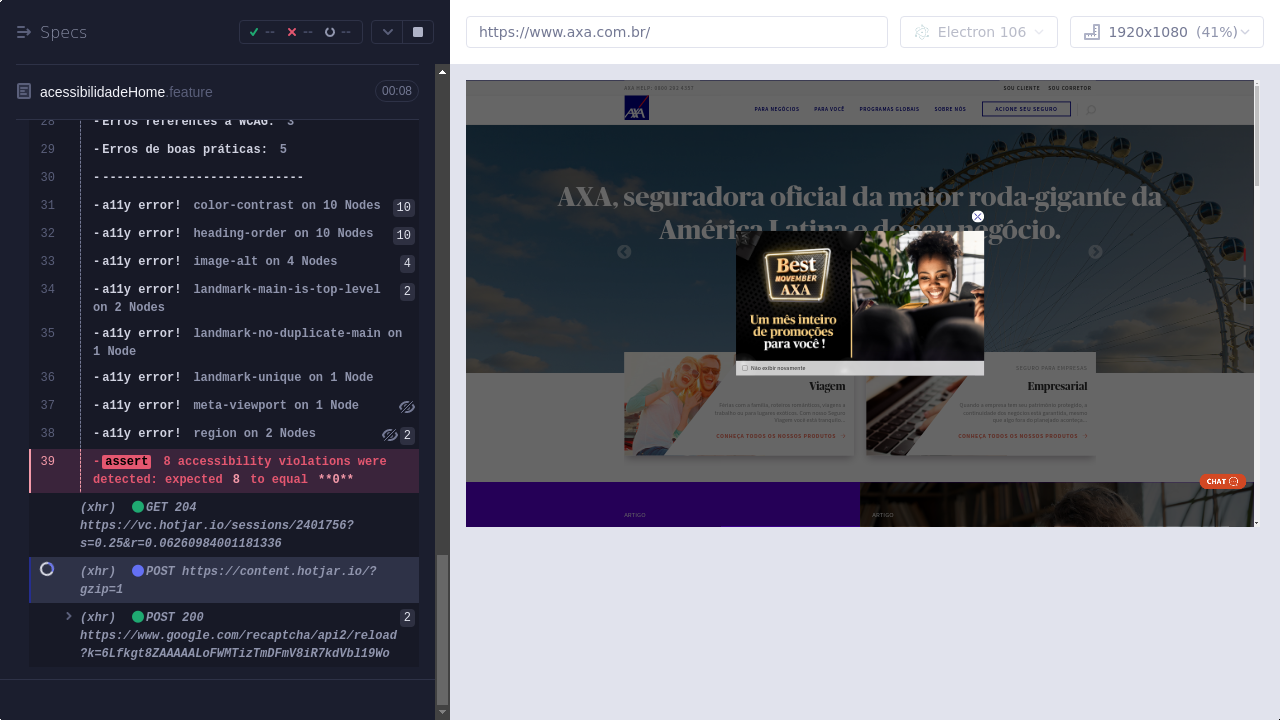 Specs
--
--
--
https://www.axa.com.br/
Electron 106
1920x1080 (41%)
acessibilidadeHome.feature
00:08
28 -Erros referentes a WCAG: 3
29 -Erros de boas práticas: 5
30 ----------------------------
31 -a11y error! color-contrast on 10 Nodes 10
32 -a11y error! heading-order on 10 Nodes 10
33 -a11y error! image-alt on 4 Nodes 4
34 -a11y error! landmark-main-is-top-level 2
on 2 Nodes
35 -a11y error! landmark-no-duplicate-main on
1 Node
36 -a11y error! landmark-unique on 1 Node
37 -a11y error! meta-viewport on 1 Node
38 -a11y error! region on 2 Nodes 2
39 -assert 8 accessibility violations were
detected: expected 8 to equal **0**
(xhr) GET 204
https://vc.hotjar.io/sessions/2401756?
s=0.25&r=0.06260984001181336
(xhr) POST https://content.hotjar.io/?
gzip=1
(xhr) POST 200 2
https://www.google.com/recaptcha/api2/reload
?k=6Lfkgt8ZAAAAALoFWMTizTmDFmV8iR7kdVbl19Wo
SOU CLIENTE SOU CORRETOR
AXA
PARA NEGÓCIOS PARA VOCÊ PROGRAMAS GLOBAIS SOBRE NÓS ACIONE SEU SEGURO
AXA, seguradora oficial da maior roda-gigante da
América Latina e do seu negócio.
Best
NOVEMBER
AXA
Um mês inteiro
de promoções
para você !
Não exibir novamente
Viagem
CONHEÇA TODOS OS NOSSOS PRODUTOS
SEGURO PARA EMPRESAS
Empresarial
CONHEÇA TODOS OS NOSSOS PRODUTOS
CHAT
ARTIGO
ARTIGO